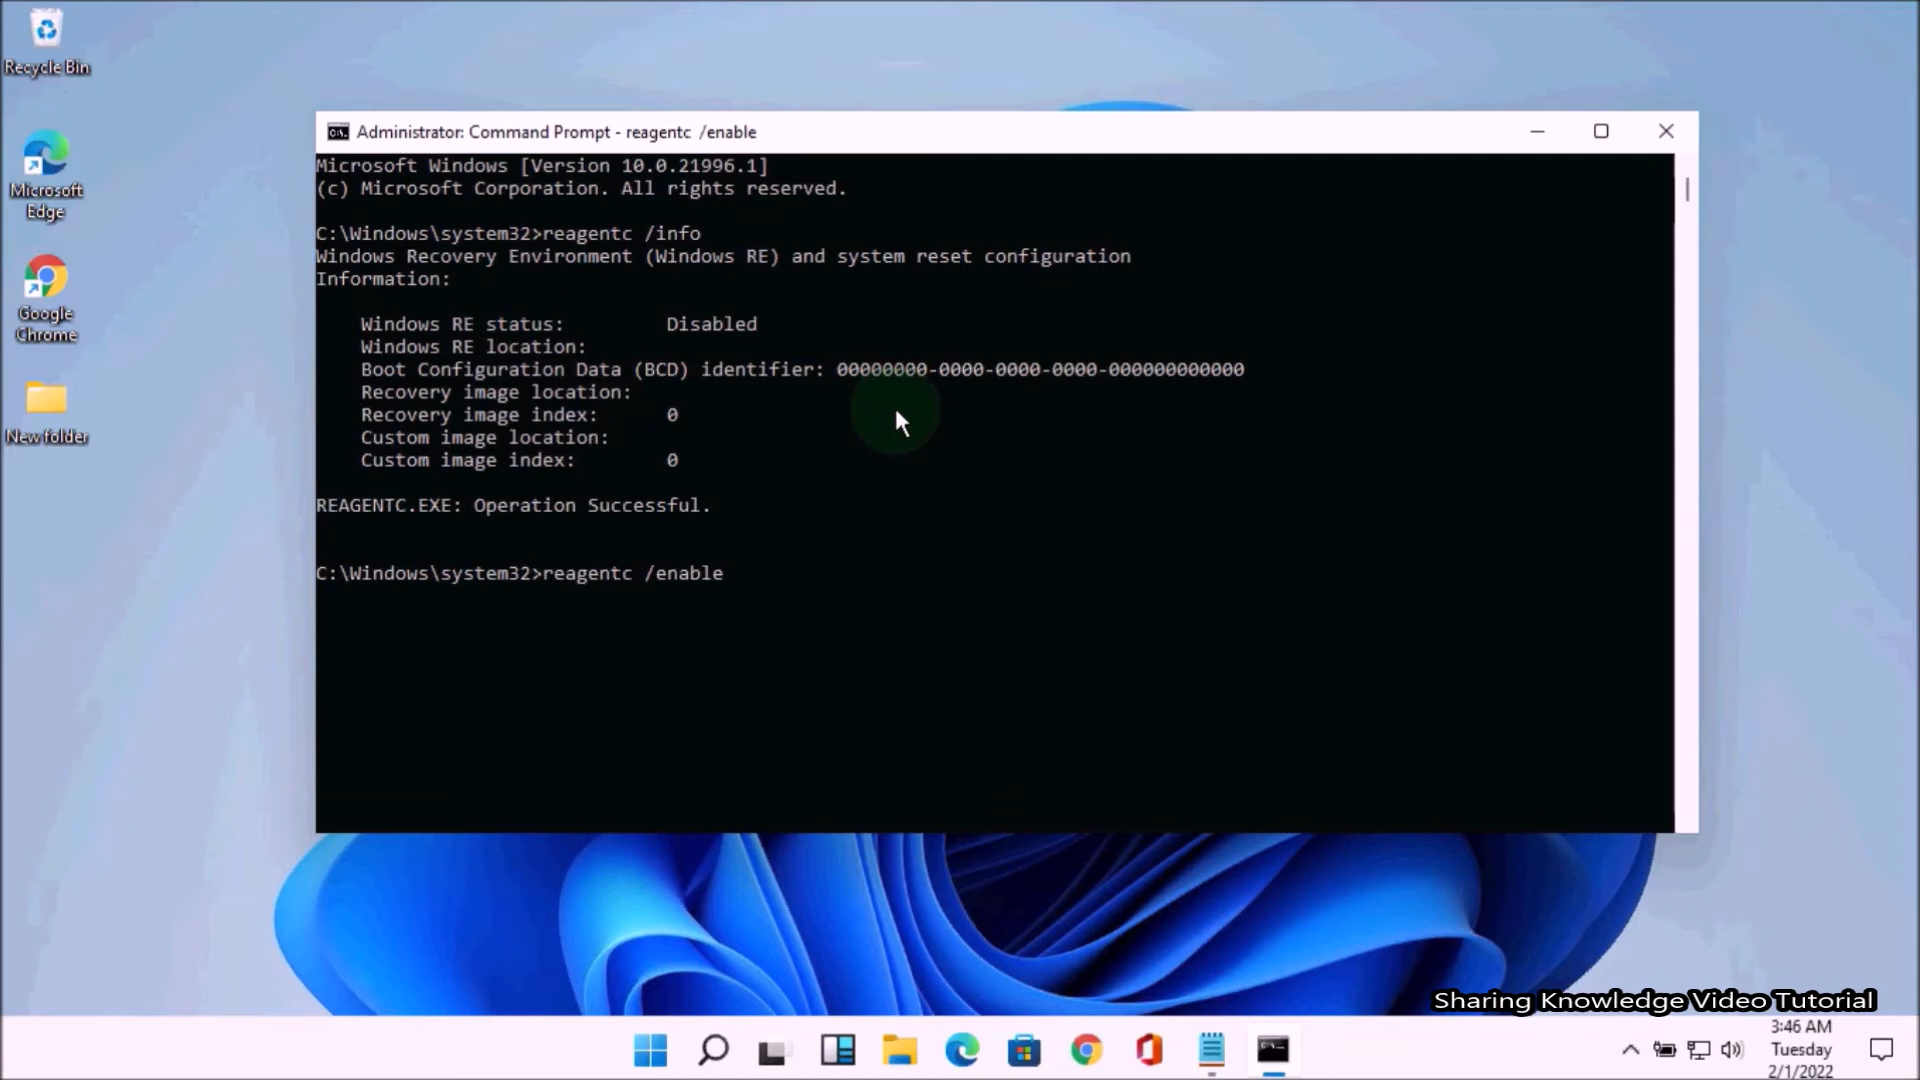 Recycle Bin
Microsoft
Edge
Google
Chrome
New folder
Administrator: Command Prompt - reagentc  /enable
Microsoft Windows [Version 10.0.21996.1]
(c) Microsoft Corporation. All rights reserved.
C:\Windows\system32>reagentc /info
Windows Recovery Environment (Windows RE) and system reset configuration
Information:
Windows RE status:         Disabled
Windows RE location:
Boot Configuration Data (BCD) identifier: 00000000-0000-0000-0000-000000000000
Recovery image location:
Recovery image index:      0
Custom image location:
Custom image index:        0
REAGENTC.EXE: Operation Successful.
C:\Windows\system32>reagentc /enable
Sharing Knowledge Video Tutorial
3:46 AM
Tuesday
2/1/2022